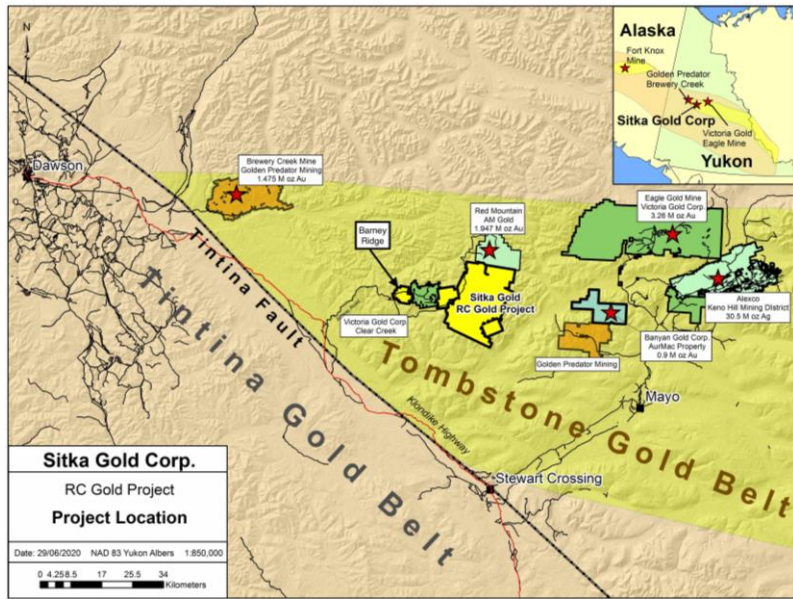 N
Alaska
Fort Knox
Mine
Golden Predator
Brewery Creek
Sitka Gold Corp
Victoria Gold
Eagle Mine
Yukon
Dawson
Brewery Creek Mine
Golden Predator Mining
1.475 M oz Au
Red Mountain
AM Gold
1.947 M oz Au
Eagle Gold Mine
Victoria Gold Corp.
3.26 M oz Au
Barney
Ridge
Tintina Fault
Sitka Gold
RC Gold Project
Alexco
Keno Hill Mining District
30.5 M oz Ag
Victoria Gold Corp
Clear Creek
Banyan Gold Corp.
AurMac Property
0.9 M oz Au
Golden Predator Mining
Tintina Gold Belt
Tombstone Gold Belt
Mayo
Klondike Highway
Stewart Crossing
Sitka Gold Corp.
RC Gold Project
Project Location
Date: 29/06/2020 NAD 83 Yukon Albers 1:850,000
0 4.25 8.5 17 25.5 34
Kilometers